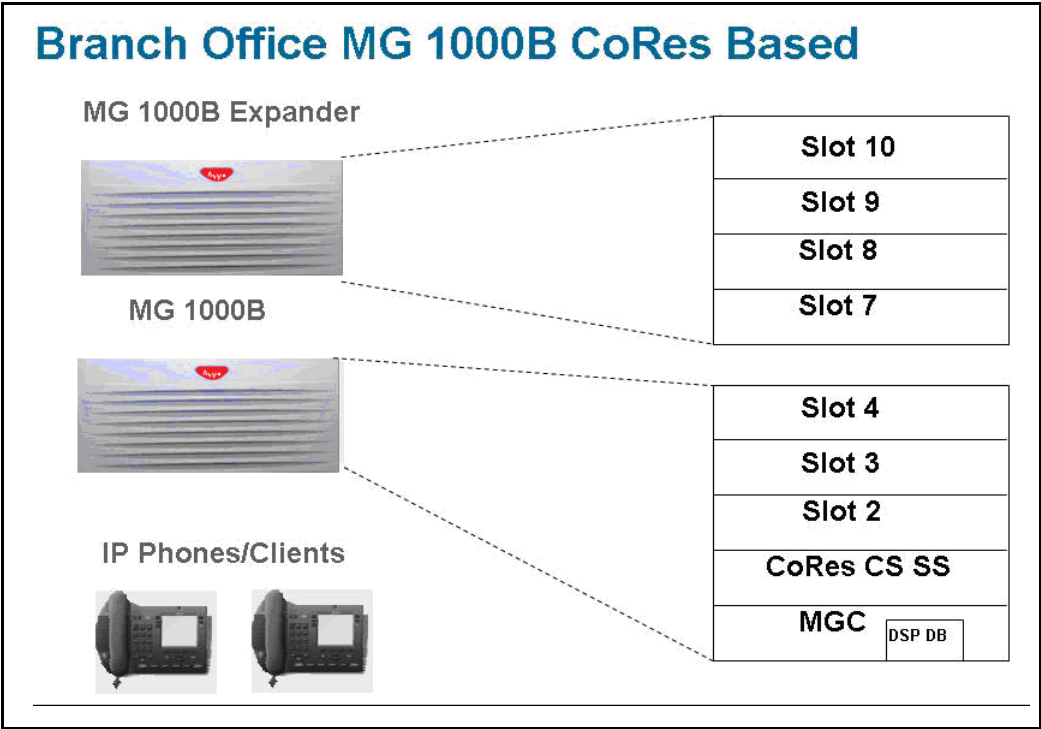 Branch Office MG 1000B CoRes Based
MG 1000B Expander
Slot 10
Slot 9
Slot 8
Slot 7
MG 1000B
Slot 4
Slot 3
Slot 2
CoRes CS SS
MGC
DSP DB
IP Phones/Clients